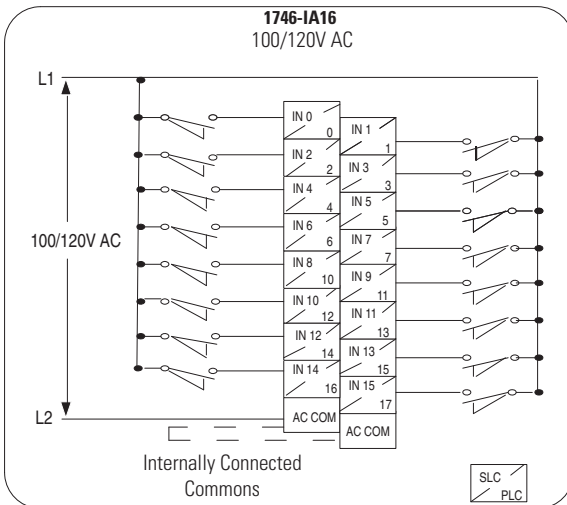 1746-IA16
100/120V AC
L1
IN 0
0
IN 1
1
IN 2
2
IN 3
3
IN 4
4
IN 5
5
IN 6
6
IN 7
7
100/120V AC
IN 8
10
IN 9
11
IN 10
12
IN 11
13
IN 12
14
IN 13
15
IN 14
16
IN 15
17
L2
AC COM
AC COM
Internally Connected
Commons
SLC
PLC